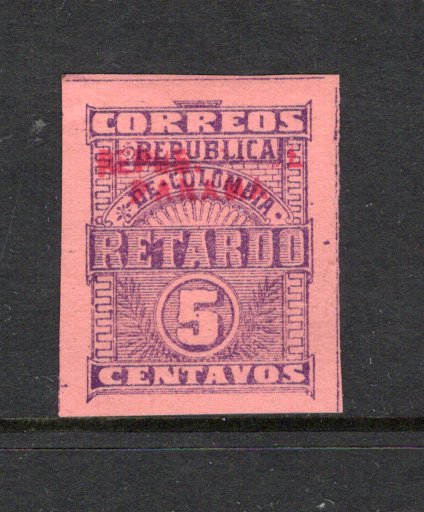 CORREOS
REPUBLICA
DE COLOMBIA
RETARDO
5
CENTAVOS